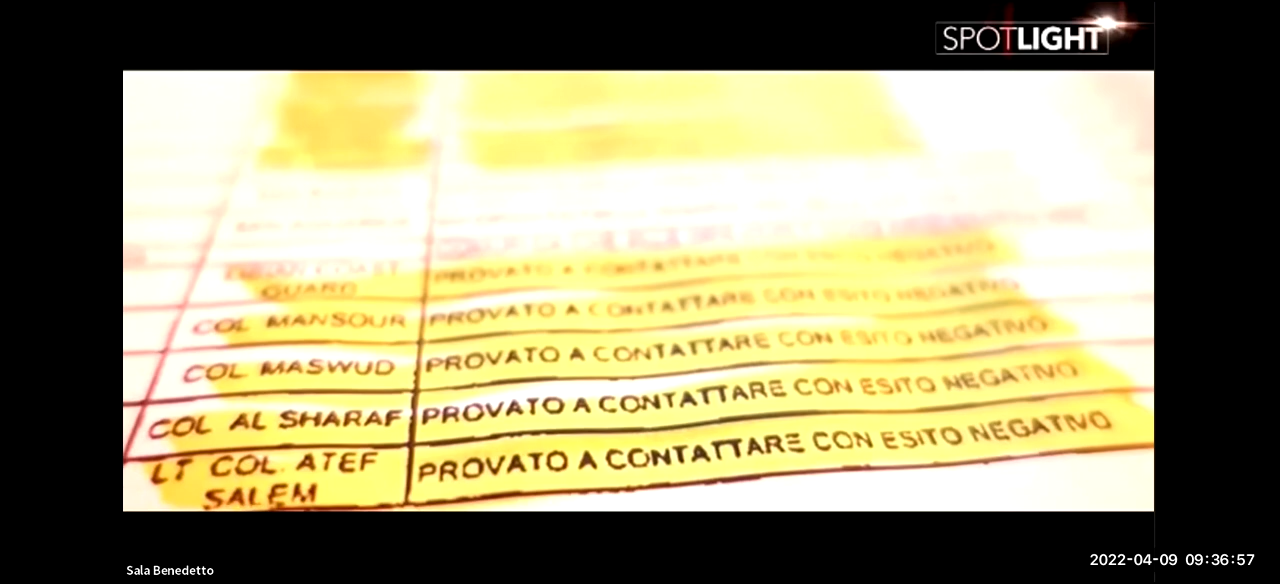 SPOTLIGHT
GUARD
PROVATO A CONTATTARE
COL MANSOUR PROVATO A CONTATTARE CON ESITO NEGATIVO
COL MASWUD PROVATO A CONTATTARE CON ESITO NEGATIVO
COL AL SHARAF PROVATO A CONTATTARE CON ESITO NEGATIVO
LT COL. ATEF PROVATO A CONTATTARE CON ESITO NEGATIVO
SALEM
Sala Benedetto
2022-04-09 09:36:57